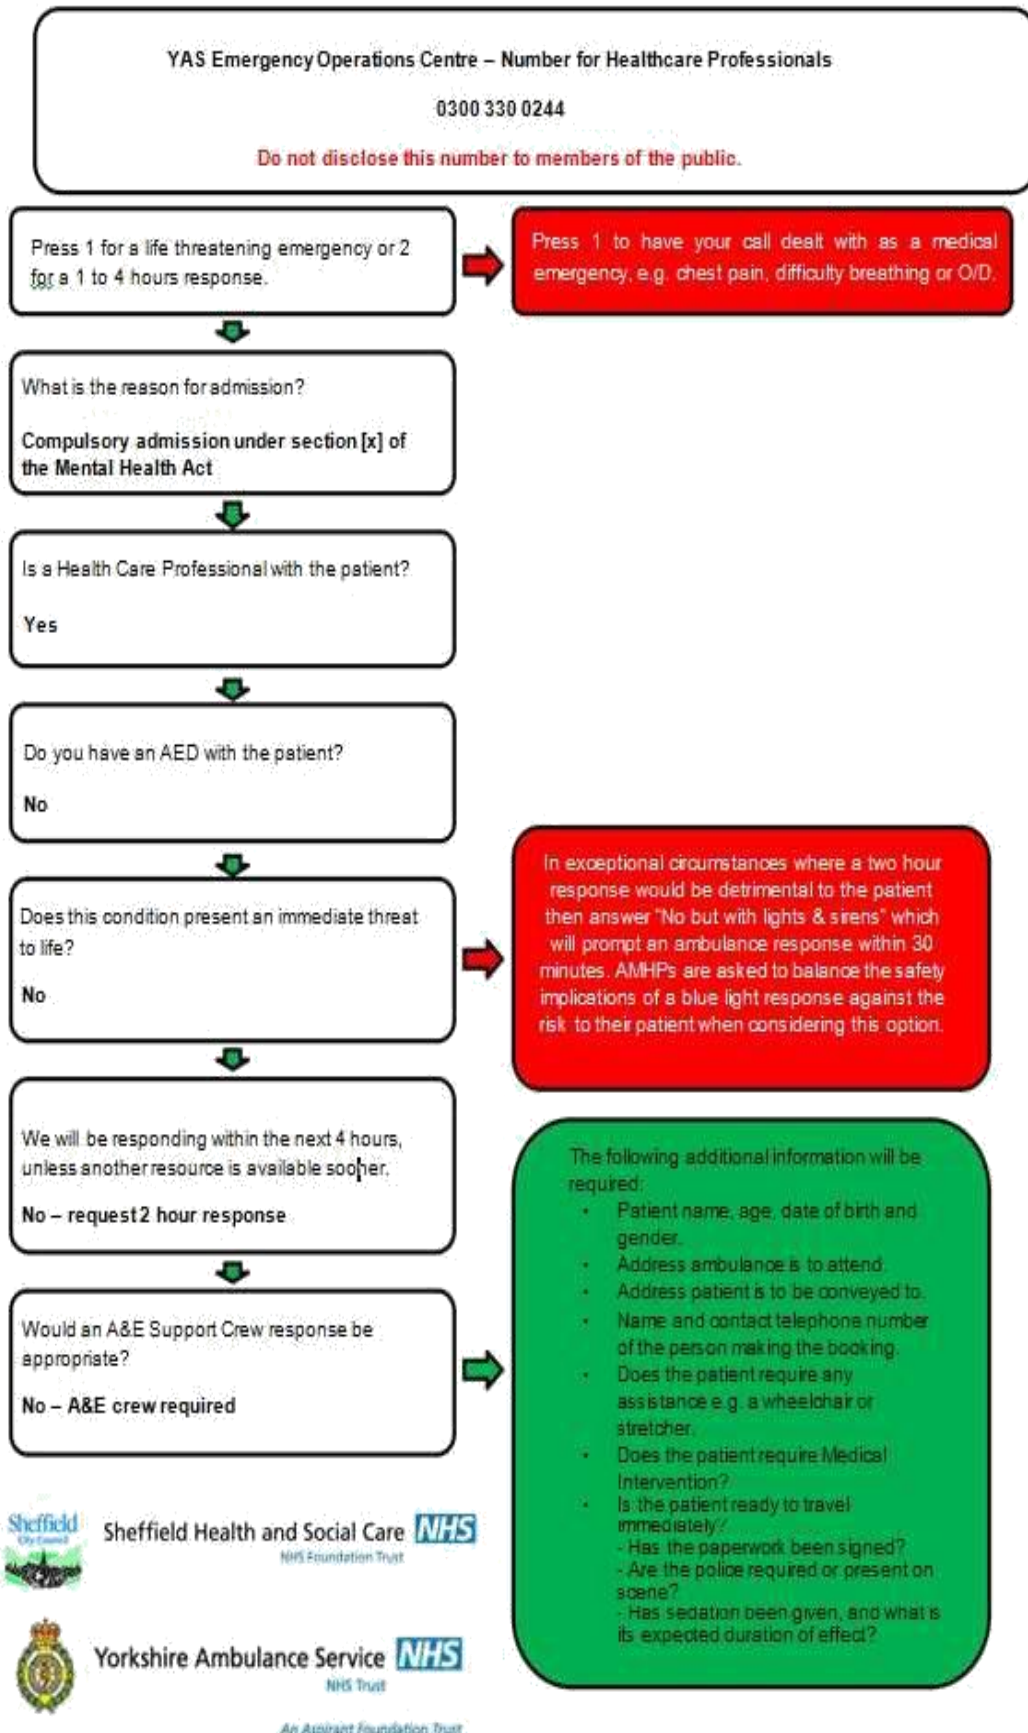 YAS Emergency Operations Centre – Number for Healthcare Professionals
0300 330 0244
Do not disclose this number to members of the public.
Press 1 for a life threatening emergency or 2
for a 1 to 4 hours response.
Press 1 to have your call dealt with as a medical
emergency, e.g. chest pain, difficulty breathing or O/D.
What is the reason for admission?
Compulsory admission under section [x] of
the Mental Health Act
Is a Health Care Professional with the patient?
Yes
Do you have an AED with the patient?
No
Does this condition present an immediate threat
to life?
No
In exceptional circumstances where a two hour
response would be detrimental to the patient
then answer “No but with lights & sirens” which
will prompt an ambulance response within 30
minutes. AMHPs are asked to balance the safety
implications of a blue light response against the
risk to their patient when considering this option.
We will be responding within the next 4 hours,
unless another resource is available sooner.
No – request 2 hour response
Would an A&E Support Crew response be
appropriate?
No – A&E crew required
The following additional information will be
required:
• Patient name, age, date of birth and
gender.
• Address ambulance is to attend.
• Address patient is to be conveyed to.
• Name and contact telephone number
of the person making the booking.
• Does the patient require any
assistance e.g. a wheelchair or
stretcher.
• Does the patient require Medical
Intervention?
• Is the patient ready to travel
immediately?
- Has the paperwork been signed?
- Are the police required or present on
scene?
- Has sedation been given, and what is
its expected duration of effect?
Sheffield
City Council
Sheffield Health and Social Care NHS
NHS Foundation Trust
Yorkshire Ambulance Service NHS
NHS Trust
An Aspirant Foundation Trust